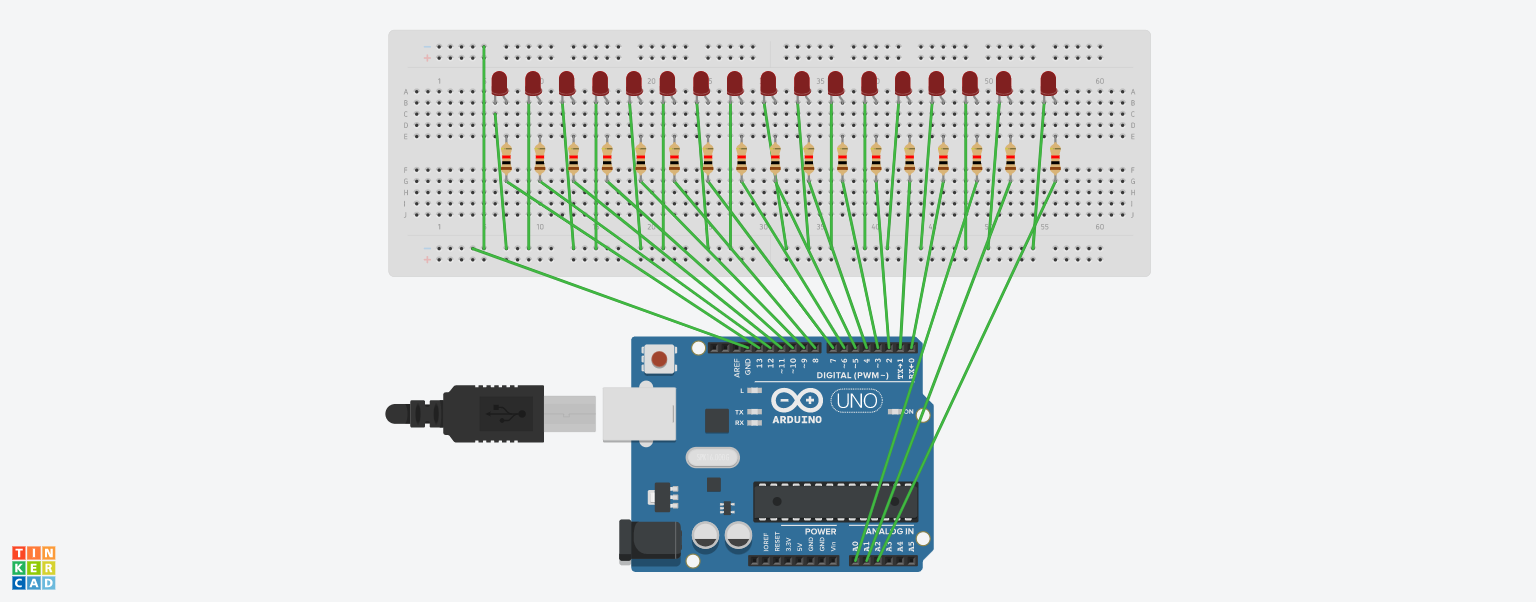 1 10 20 35 50 60
A A
B B
C C
D D
E E
F F
G G
H H
I I
J J
1 10 30 35 55 60
AREF GND 13 12 ~11 ~10 ~9 8 7 ~6 ~5 4 ~3 2 TX→1 RX←0
DIGITAL (PWM~)
L
TX
RX
UNO
ON
ARDUINO
POWER ANALOG IN
IOREF RESET 3.3V 5V GND GND Vin A0 A1 A2 A3 A4 A5
TIN
KER
CAD